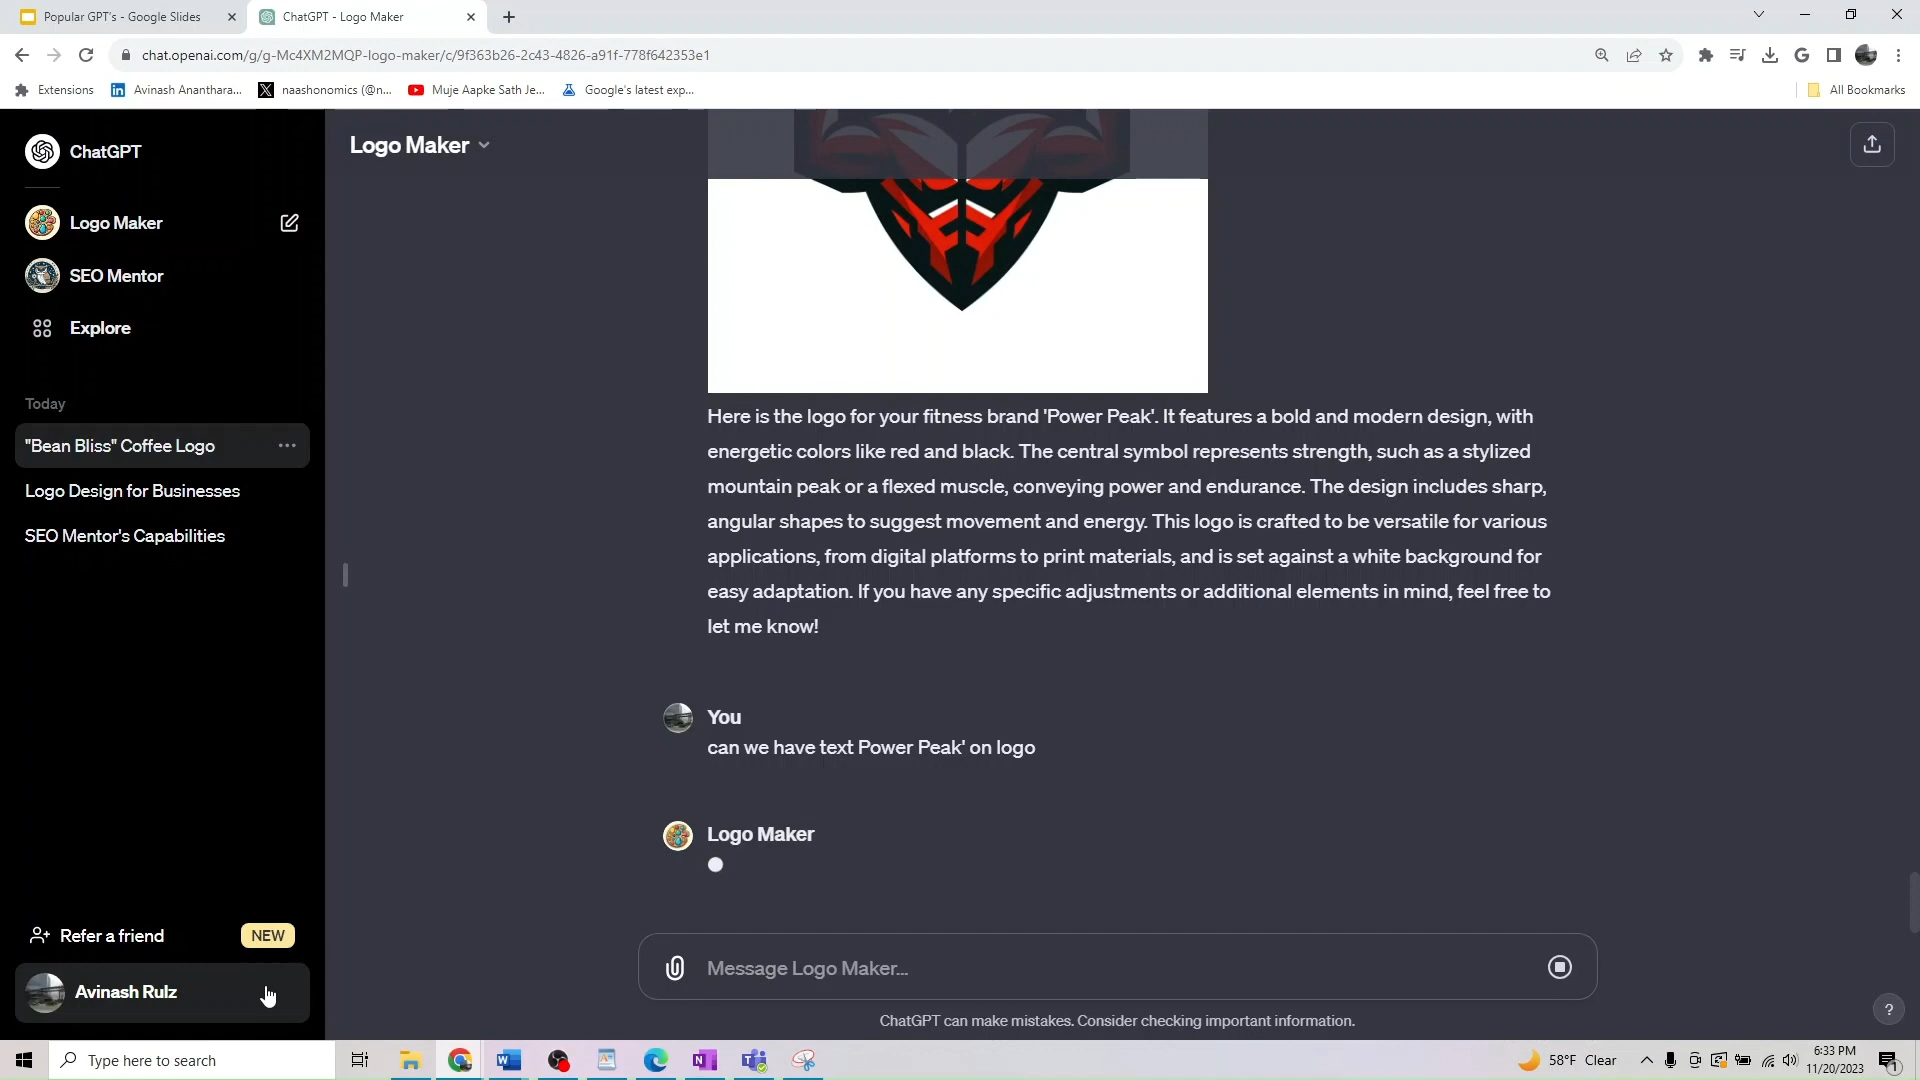 Popular GPT's - Google Slides
ChatGPT - Logo Maker
chat.openai.com/g/g-Mc4XM2MQP-logo-maker/c/9f363b26-2c43-4826-a91f-778f642353e1
Extensions
Avinash Ananthara...
naashonomics (@n...
Muje Aapke Sath Je...
Google's latest exp...
All Bookmarks
ChatGPT
Logo Maker
SEO Mentor
Explore
Today
"Bean Bliss" Coffee Logo
Logo Design for Businesses
SEO Mentor's Capabilities
Refer a friend
NEW
Avinash Rulz
Logo Maker
Here is the logo for your fitness brand 'Power Peak'. It features a bold and modern design, with
energetic colors like red and black. The central symbol represents strength, such as a stylized
mountain peak or a flexed muscle, conveying power and endurance. The design includes sharp,
angular shapes to suggest movement and energy. This logo is crafted to be versatile for various
applications, from digital platforms to print materials, and is set against a white background for
easy adaptation. If you have any specific adjustments or additional elements in mind, feel free to
let me know!
You
can we have text Power Peak' on logo
Logo Maker
Message Logo Maker...
ChatGPT can make mistakes. Consider checking important information.
?
Type here to search
58°F Clear
6:33 PM
11/20/2023
1